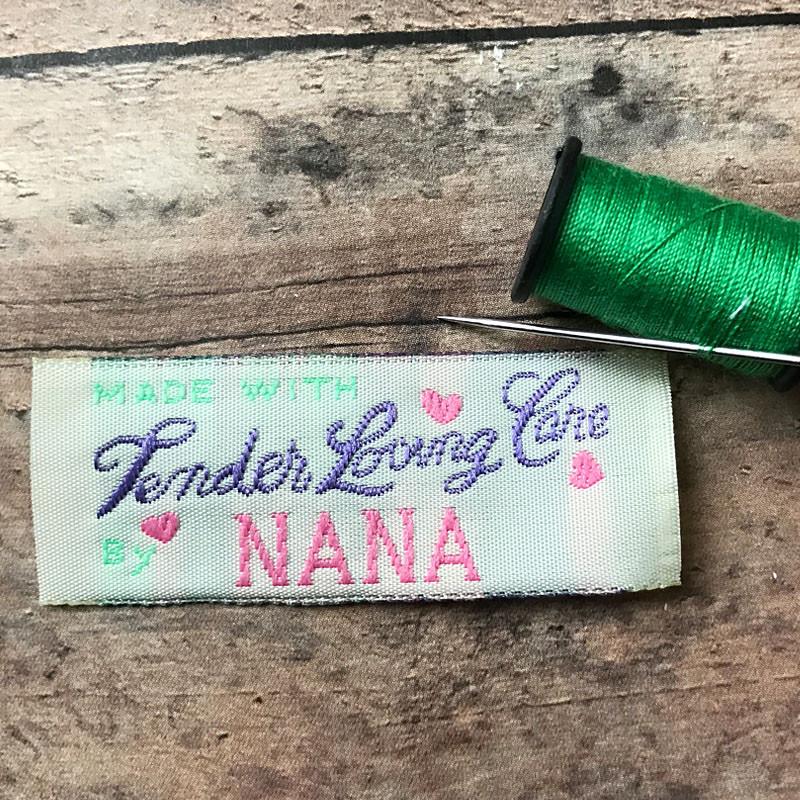 MADE WITH
Tender Loving Care
By NANA